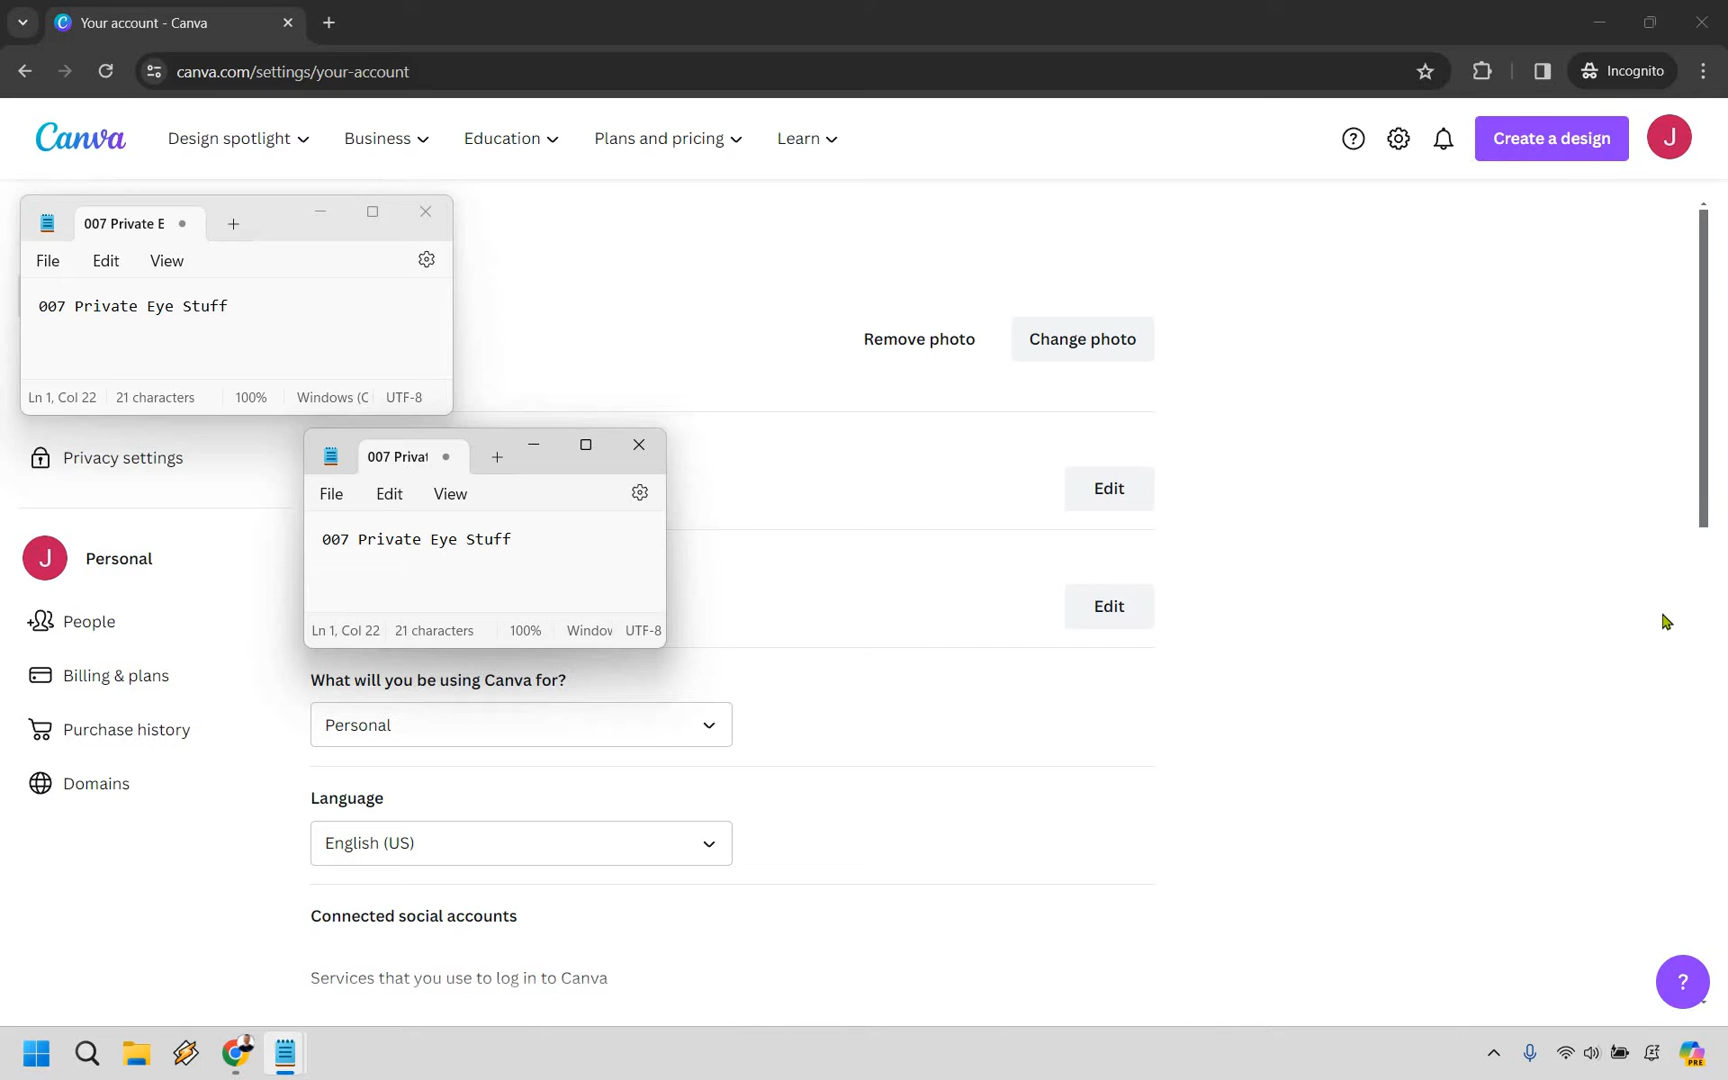 Your account - Canva
canva.com/settings/your-account
Incognito
Canva
Design spotlight
Business
Education
Plans and pricing
Learn
Create a design
J
007 Private E
File Edit View
007 Private Eye Stuff
Ln 1, Col 22 21 characters 100% Windows (C UTF-8
Remove photo
Change photo
Privacy settings
007 Privat
File Edit View
007 Private Eye Stuff
Ln 1, Col 22 21 characters 100% Window UTF-8
Edit
Edit
J
Personal
People
Billing & plans
Purchase history
Domains
What will you be using Canva for?
Personal
Language
English (US)
Connected social accounts
Services that you use to log in to Canva
?
PRE